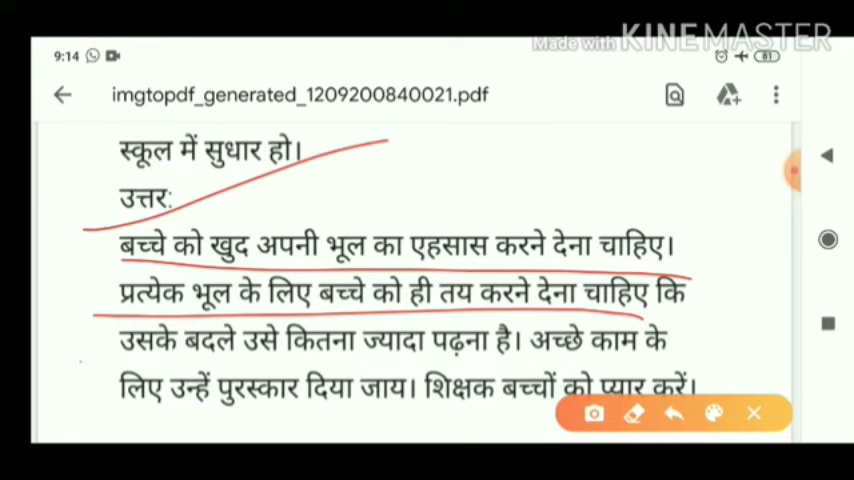 Made with KINEMASTER
9:14
81
imgtopdf_generated_1209200840021.pdf
स्कूल में सुधार हो।
उत्तर:
बच्चे को खुद अपनी भूल का एहसास करने देना चाहिए।
प्रत्येक भूल के लिए बच्चे को ही तय करने देना चाहिए कि
उसके बदले उसे कितना ज्यादा पढ़ना है। अच्छे काम के
लिए उन्हें पुरस्कार दिया जाय। शिक्षक बच्चों को प्यार करें।